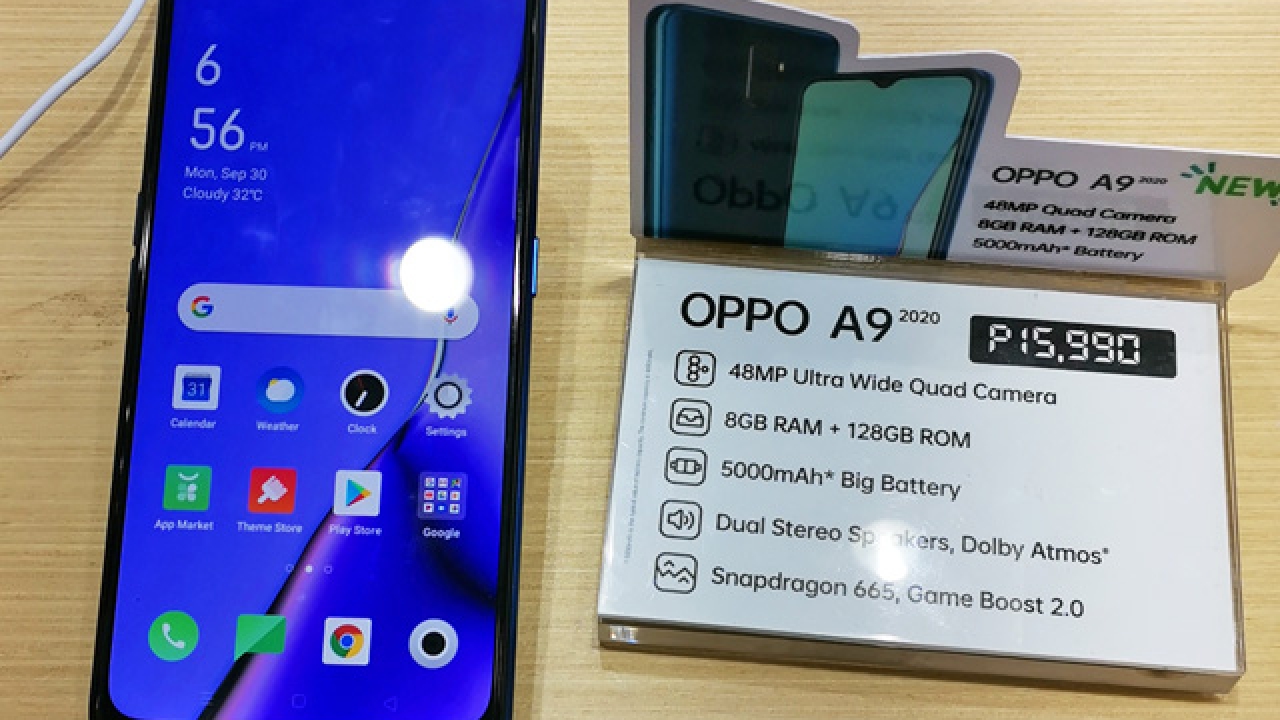 6
56 PM
Mon, Sep 30
Cloudy 32°C
G
31
Calendar
Weather
Clock
Settings
App Market
Theme Store
Play Store
Google
OPPO A9 2020
NEW
48MP Quad Camera
8GB RAM + 128GB ROM
5000mAh* Battery
OPPO A9
OPPO A9 2020
P15,990
48MP Ultra Wide Quad Camera
8GB RAM + 128GB ROM
5000mAh* Big Battery
Dual Stereo Speakers, Dolby Atmos*
Snapdragon 665, Game Boost 2.0